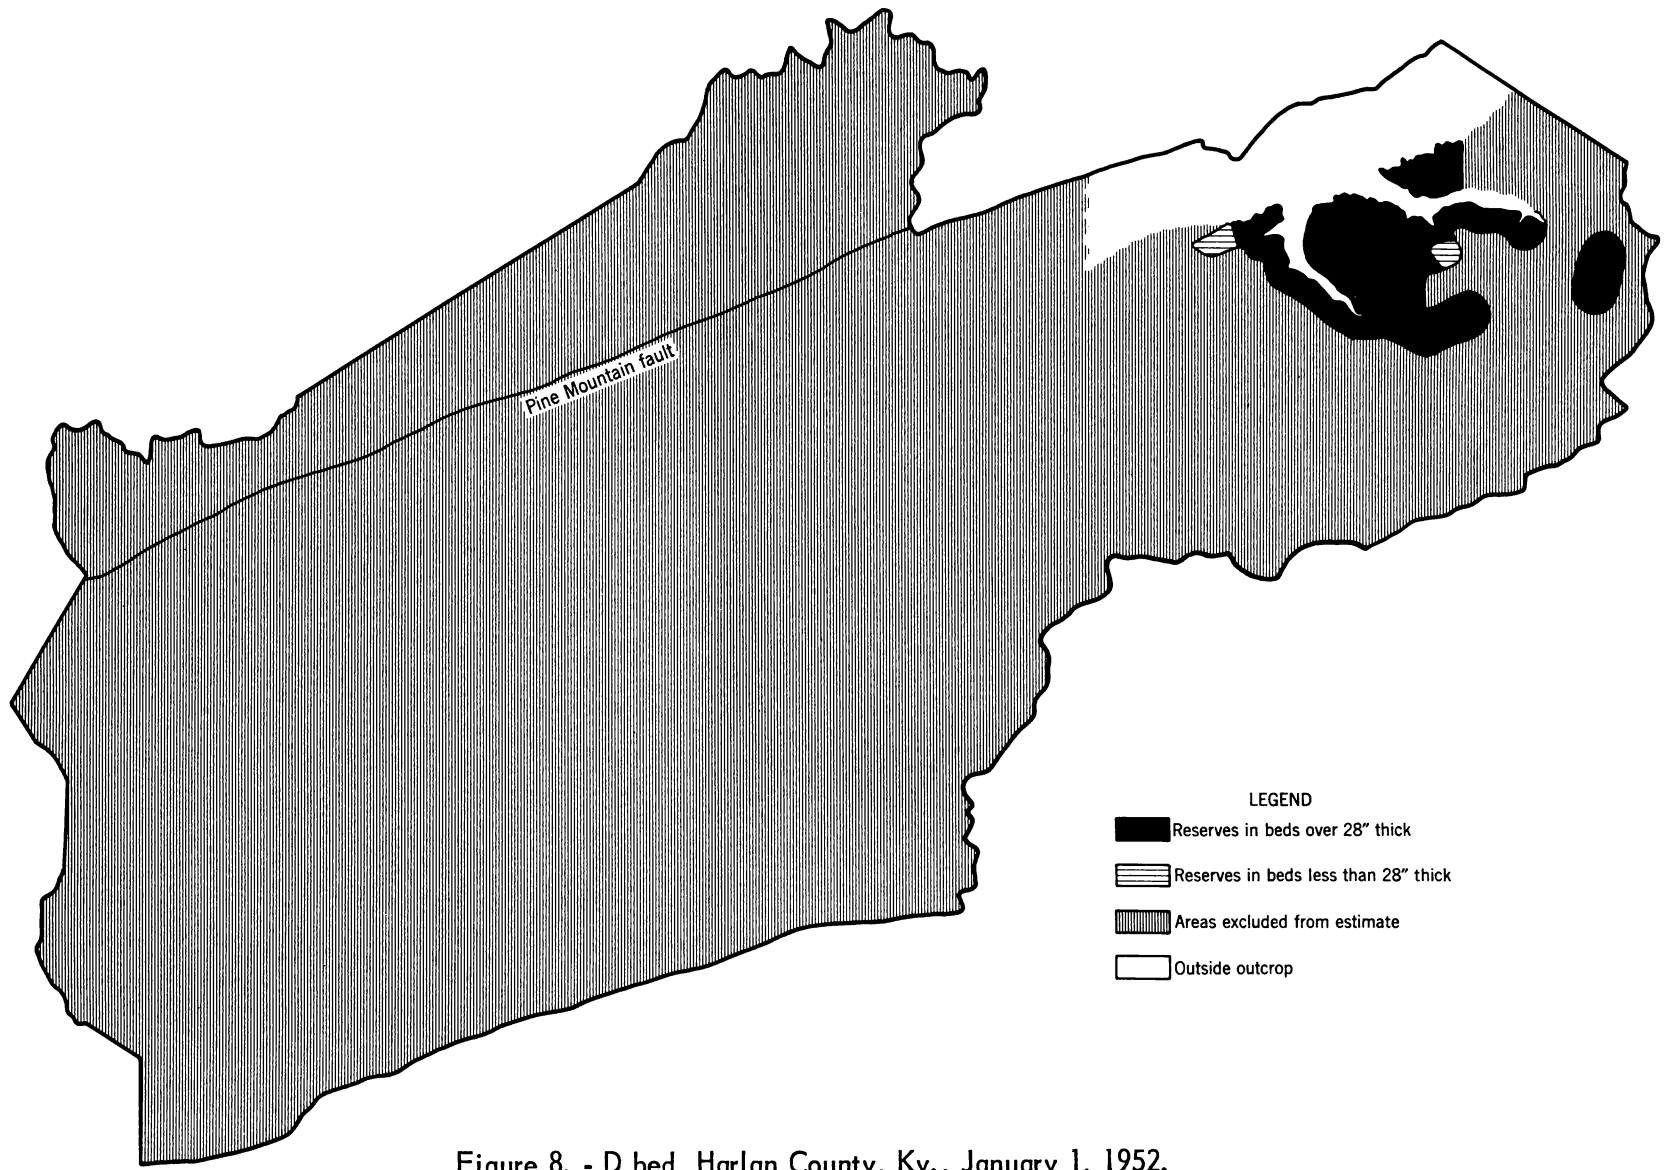 Pine Mountain fault
LEGEND
Reserves in beds over 28″ thick
Reserves in beds less than 28″ thick
Areas excluded from estimate
Outside outcrop
Figure 8. - D bed, Harlan County, Ky., January 1, 1952.